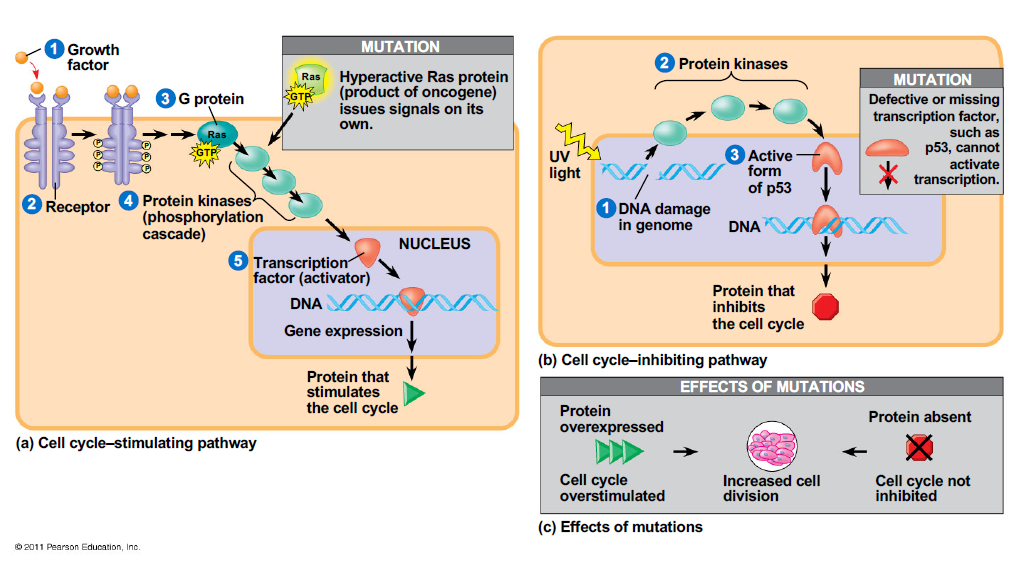 1 Growth
factor
MUTATION
Ras
GTP
Hyperactive Ras protein
(product of oncogene)
issues signals on its
own.
3 G protein
Ras
GTP
P
P
P
P
P
P
2 Receptor
4 Protein kinases
(phosphorylation
cascade)
NUCLEUS
5 Transcription
factor (activator)
DNA
Gene expression
Protein that
stimulates
the cell cycle
(a) Cell cycle–stimulating pathway
2 Protein kinases
MUTATION
Defective or missing
transcription factor,
such as
p53, cannot
activate
transcription.
UV
light
3 Active
form
of p53
1 DNA damage
in genome
DNA
Protein that
inhibits
the cell cycle
(b) Cell cycle–inhibiting pathway
EFFECTS OF MUTATIONS
Protein
overexpressed
Cell cycle
overstimulated
Increased cell
division
Protein absent
Cell cycle not
inhibited
(c) Effects of mutations
© 2011 Pearson Education, Inc.